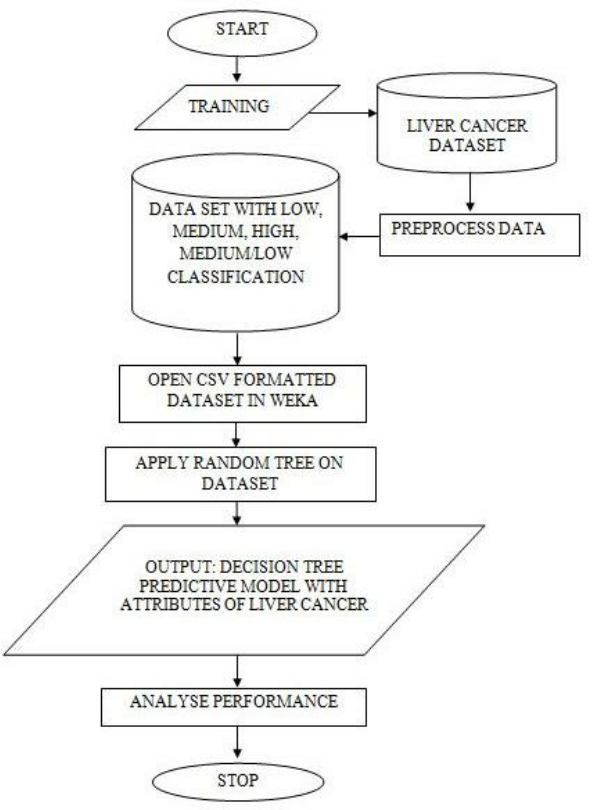 START
TRAINING
LIVER CANCER
DATASET
PREPROCESS DATA
DATA SET WITH LOW,
MEDIUM, HIGH,
MEDIUM/LOW
CLASSIFICATION
OPEN CSV FORMATTED
DATASET IN WEKA
APPLY RANDOM TREE ON
DATASET
OUTPUT: DECISION TREE
PREDICTIVE MODEL WITH
ATTRIBUTES OF LIVER CANCER
ANALYSE PERFORMANCE
STOP